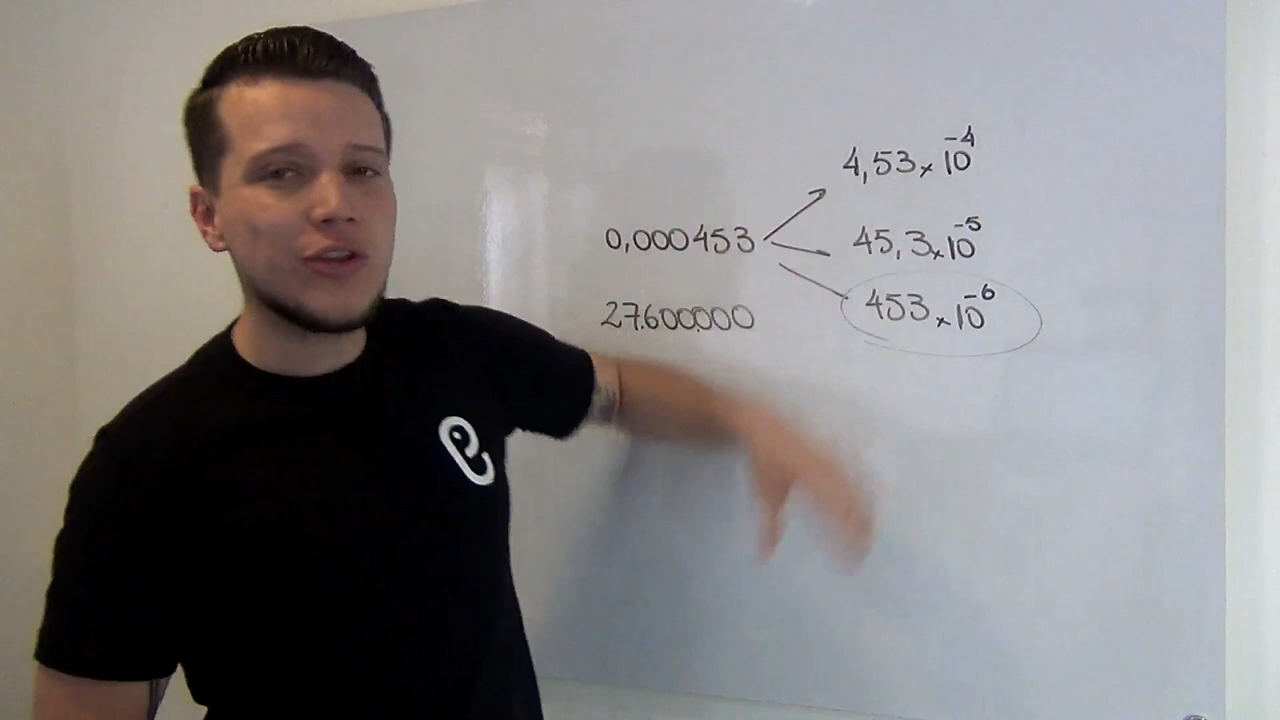 4,53 × 10⁻⁴
0,000453
45,3 × 10⁻⁵
453 × 10⁻⁶
27.600.000